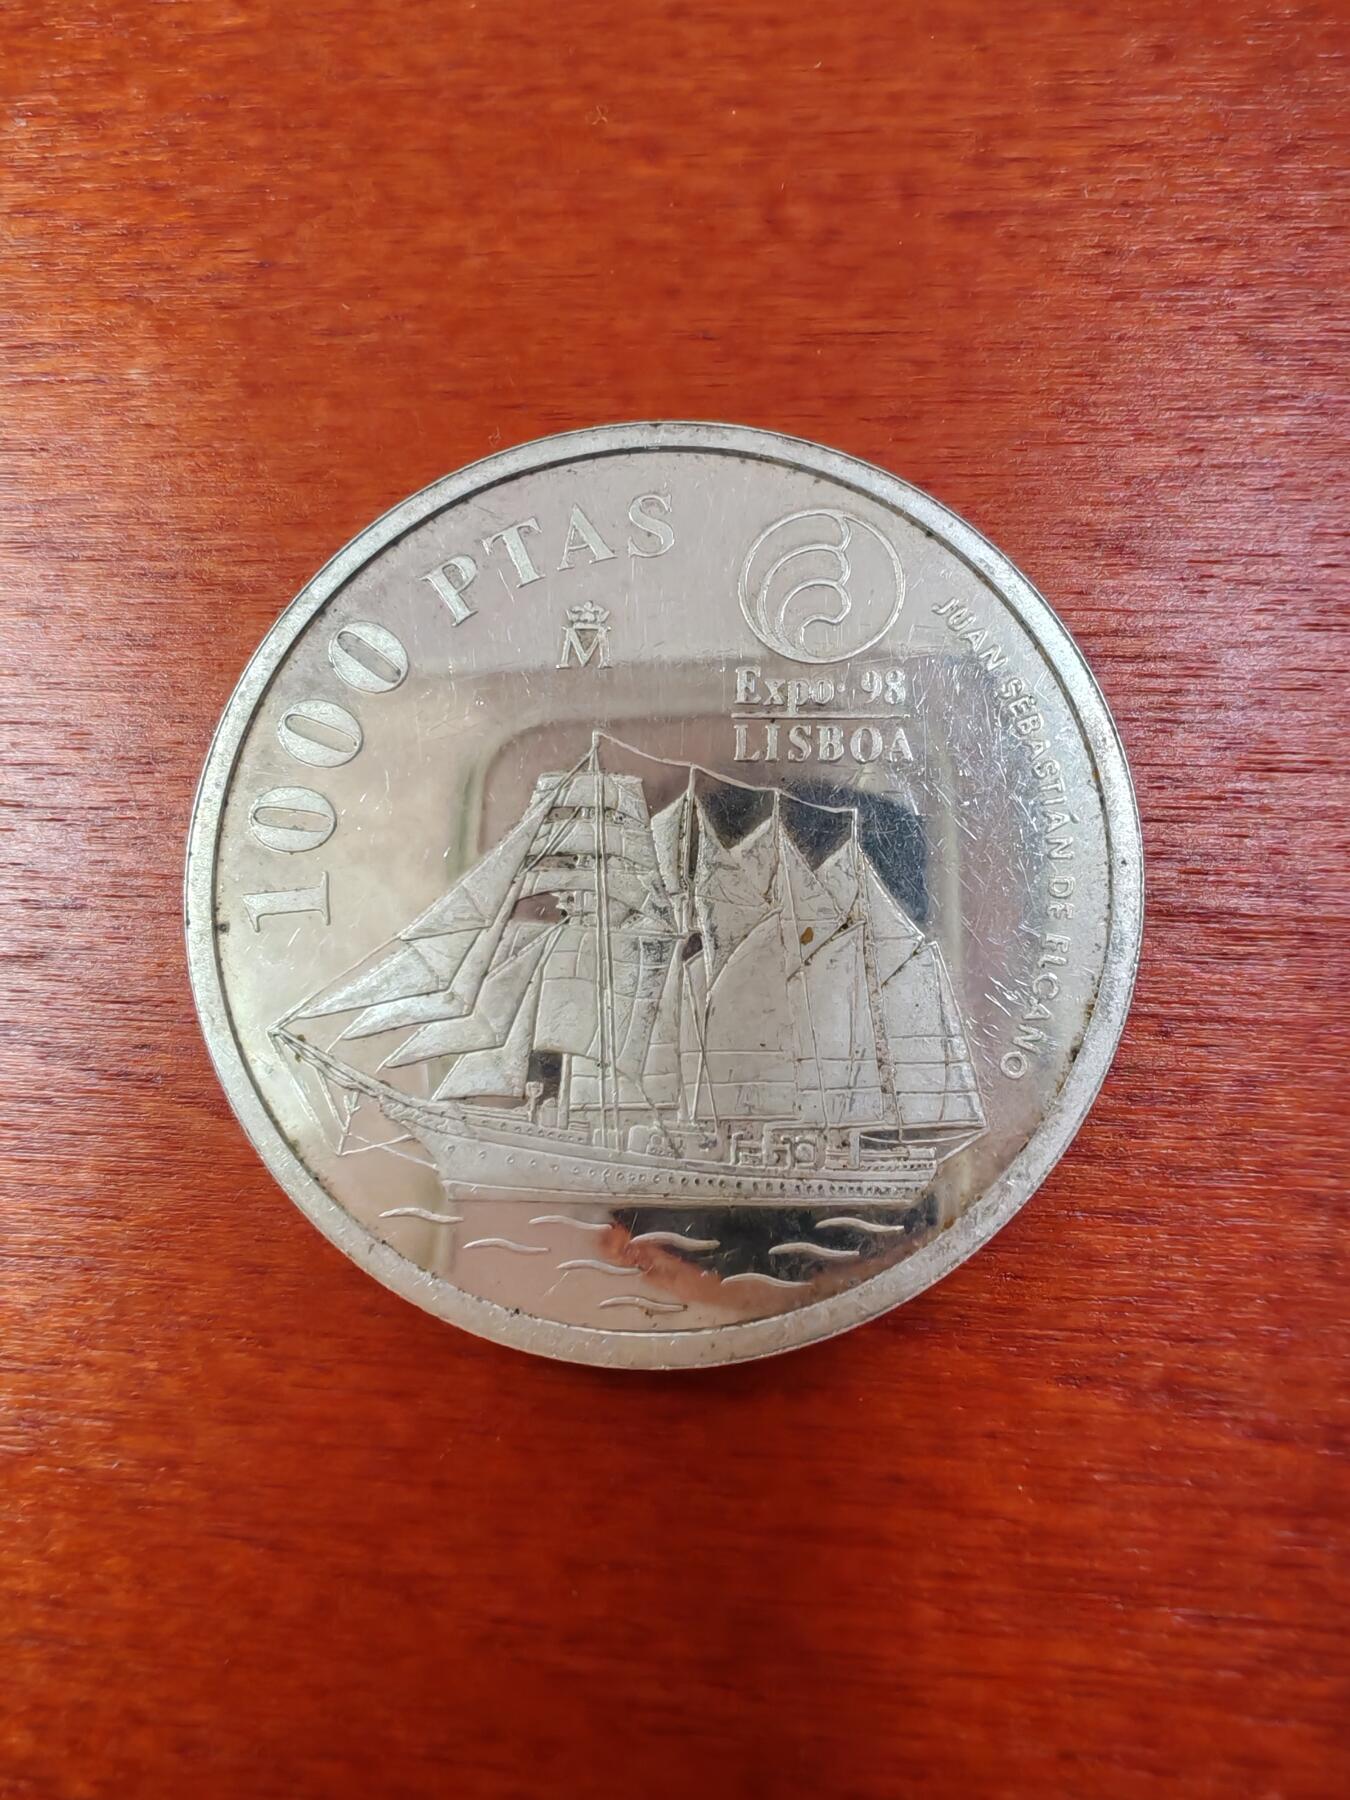 1000 PTAS
M
Expo'98
LISBOA
JUAN SEBASTIÁN DE ELCANO